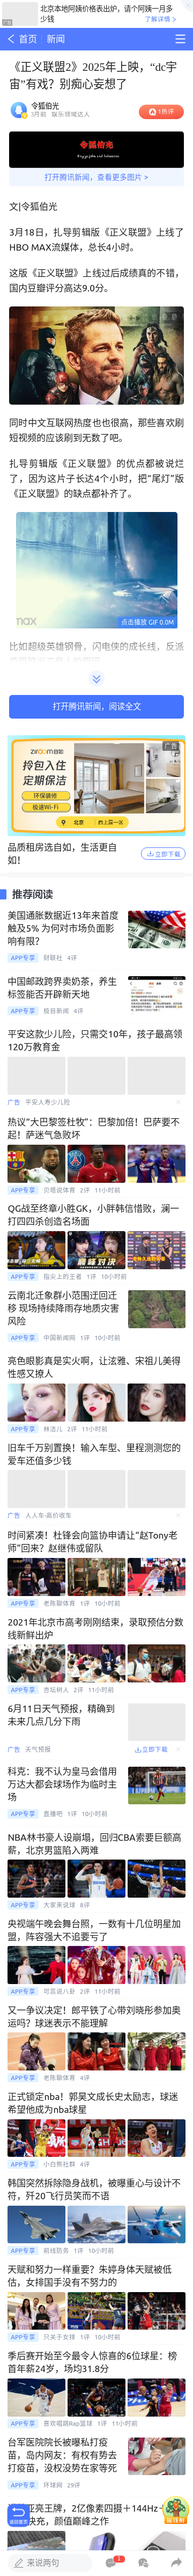 北京本地阿姨价格表出炉，请个阿姨一月多
少钱
广告
了解详情 >
首页
新闻
《正义联盟2》2025年上映，“dc宇
宙”有戏？别痴心妄想了
令狐伯光
3月前
娱乐领域达人
1热评
令狐伯光
打开腾讯新闻，查看更多图片 >
文|令狐伯光
3月18日，扎导剪辑版《正义联盟》上线了
HBO MAX流媒体，总长4小时。
这版《正义联盟》上线过后成绩真的不错，
国内豆瓣评分高达9.0分。
同时中文互联网热度也也很高，那些喜欢刷
短视频的应该刷到无数了吧。
扎导剪辑版《正义联盟》的优点都被说烂
了，因为这片子长达4个小时，把“尾灯”版
《正义联盟》的缺点都补齐了。
max
点击播放 GIF 0.0M
比如超级英雄钢骨，闪电侠的成长线，反派
打开腾讯新闻，阅读全文
广告
ziroom自如
拎包入住
定期保洁
环保装修
极速Wi-Fi
北京
西上园一区
品质租房选自如，生活更自
如！
立即下载
推荐阅读
美国通胀数据近13年来首度
触及5% 为何对市场负面影
响有限？
APP专享
财联社
4评
中国邮政跨界卖奶茶，养生
标签能否开辟新天地
APP专享
极目新闻
4评
平安这款少儿险，只需交10年，孩子最高领
120万教育金
广告
平安人寿少儿险
热议“大巴黎签杜牧”：巴黎加倍！巴萨要不
起！萨迷气急败坏
APP专享
贝塔说体育
2评
11小时前
QG战至终章小胜GK，小胖韩信惜败，澜一
打四四杀创造名场面
巅峰对决
APP专享
指尖上的王者
1评
10小时前
云南北迁象群小范围迂回迁
移 现场持续降雨存地质灾害
风险
APP专享
中国新闻网
1评
10小时前
亮色眼影真是实火啊，让泫雅、宋祖儿美得
性感又撩人
APP专享
林洁儿
2评
11小时前
旧车千万别置换！输入车型、里程测测您的
爱车还值多少钱
广告
人人车-高价收车
时间紧凑！杜锋会向篮协申请让“赵Tony老
师”回来？赵继伟或留队
APP专享
老陈聊体育
1评
10小时前
2021年北京市高考刚刚结束，录取预估分数
线新鲜出炉
APP专享
吉坛树人
2评
11小时前
6月11日天气预报，精确到
未来几点几分下雨
广告
天气预报
立即下载
科克：我不认为皇马会借用
万达大都会球场作为临时主
场
APP专享
直播吧
1评
10小时前
NBA林书豪人设崩塌，回归CBA索要巨额高
薪，北京男篮陷入两难
APP专享
大家来说球
8评
央视端午晚会舞台照，一数有十几位明星加
盟，阵容强大不追要亏了
APP专享
可蕊说八卦
2评
11小时前
又一争议决定！郎平铁了心带刘晓彤参加奥
运吗？球迷表示不能理解
APP专享
老陈聊体育
4评
正式锁定nba！郭昊文成长史太励志，球迷
希望他成为nba球星
APP专享
小白熊社群
4评
韩国突然拆除隐身战机，被曝重心与设计不
符，歼20飞行员笑而不语
APP专享
前线防务
1评
10小时前
天赋和努力一样重要？朱婷身体天赋被低
估，女排国手没有不努力的
APP专享
只关于女排
1评
10小时前
季后赛开始至今最令人惊喜的6位球星：榜
首年薪24岁，场均31.8分
APP专享
喜欢唱跳Rap篮球
1评
11小时前
台军医院院长被曝私打疫
苗，岛内网友：有权有势去
打疫苗，没权没势在家等死
APP专享
环球网
29评
返回首页
来说两句